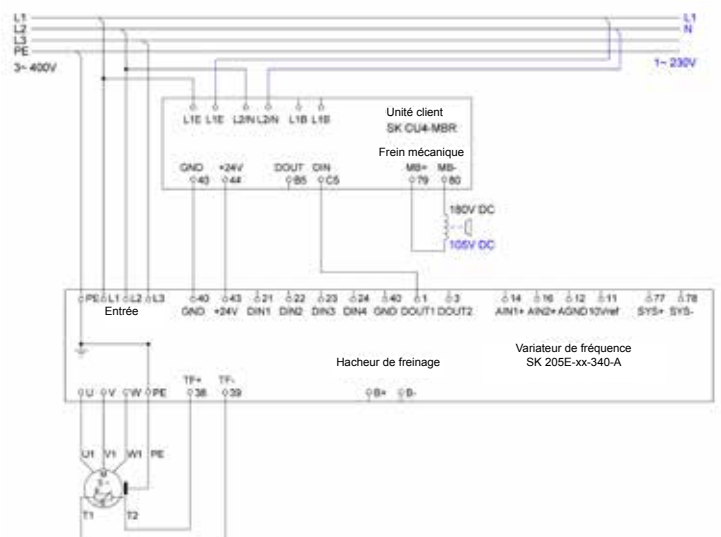 L1 L1
L2 N
L3
PE
3~ 400V 1~ 230V
Unité client
SK CU4-MBR
L1E L1E L2/N L2/N L1B L1B
Frein mécanique
GND +24V DOUT DIN MB+ MB-
43 44 B5 C5 79 80
180V DC
105V DC
PE L1 L2 L3 40 43 21 22 23 24 40 1 3 14 16 12 11 77 78
Entrée GND +24V DIN1 DIN2 DIN3 DIN4 GND DOUT1 DOUT2 AIN1+ AIN2+ AGND 10Vref SYS+ SYS-
Variateur de fréquence
SK 205E-xx-340-A
Hacheur de freinage
TF+ TF-
U V W PE 38 39 B+ B-
U1 V1 W1 PE
M
T1 T2